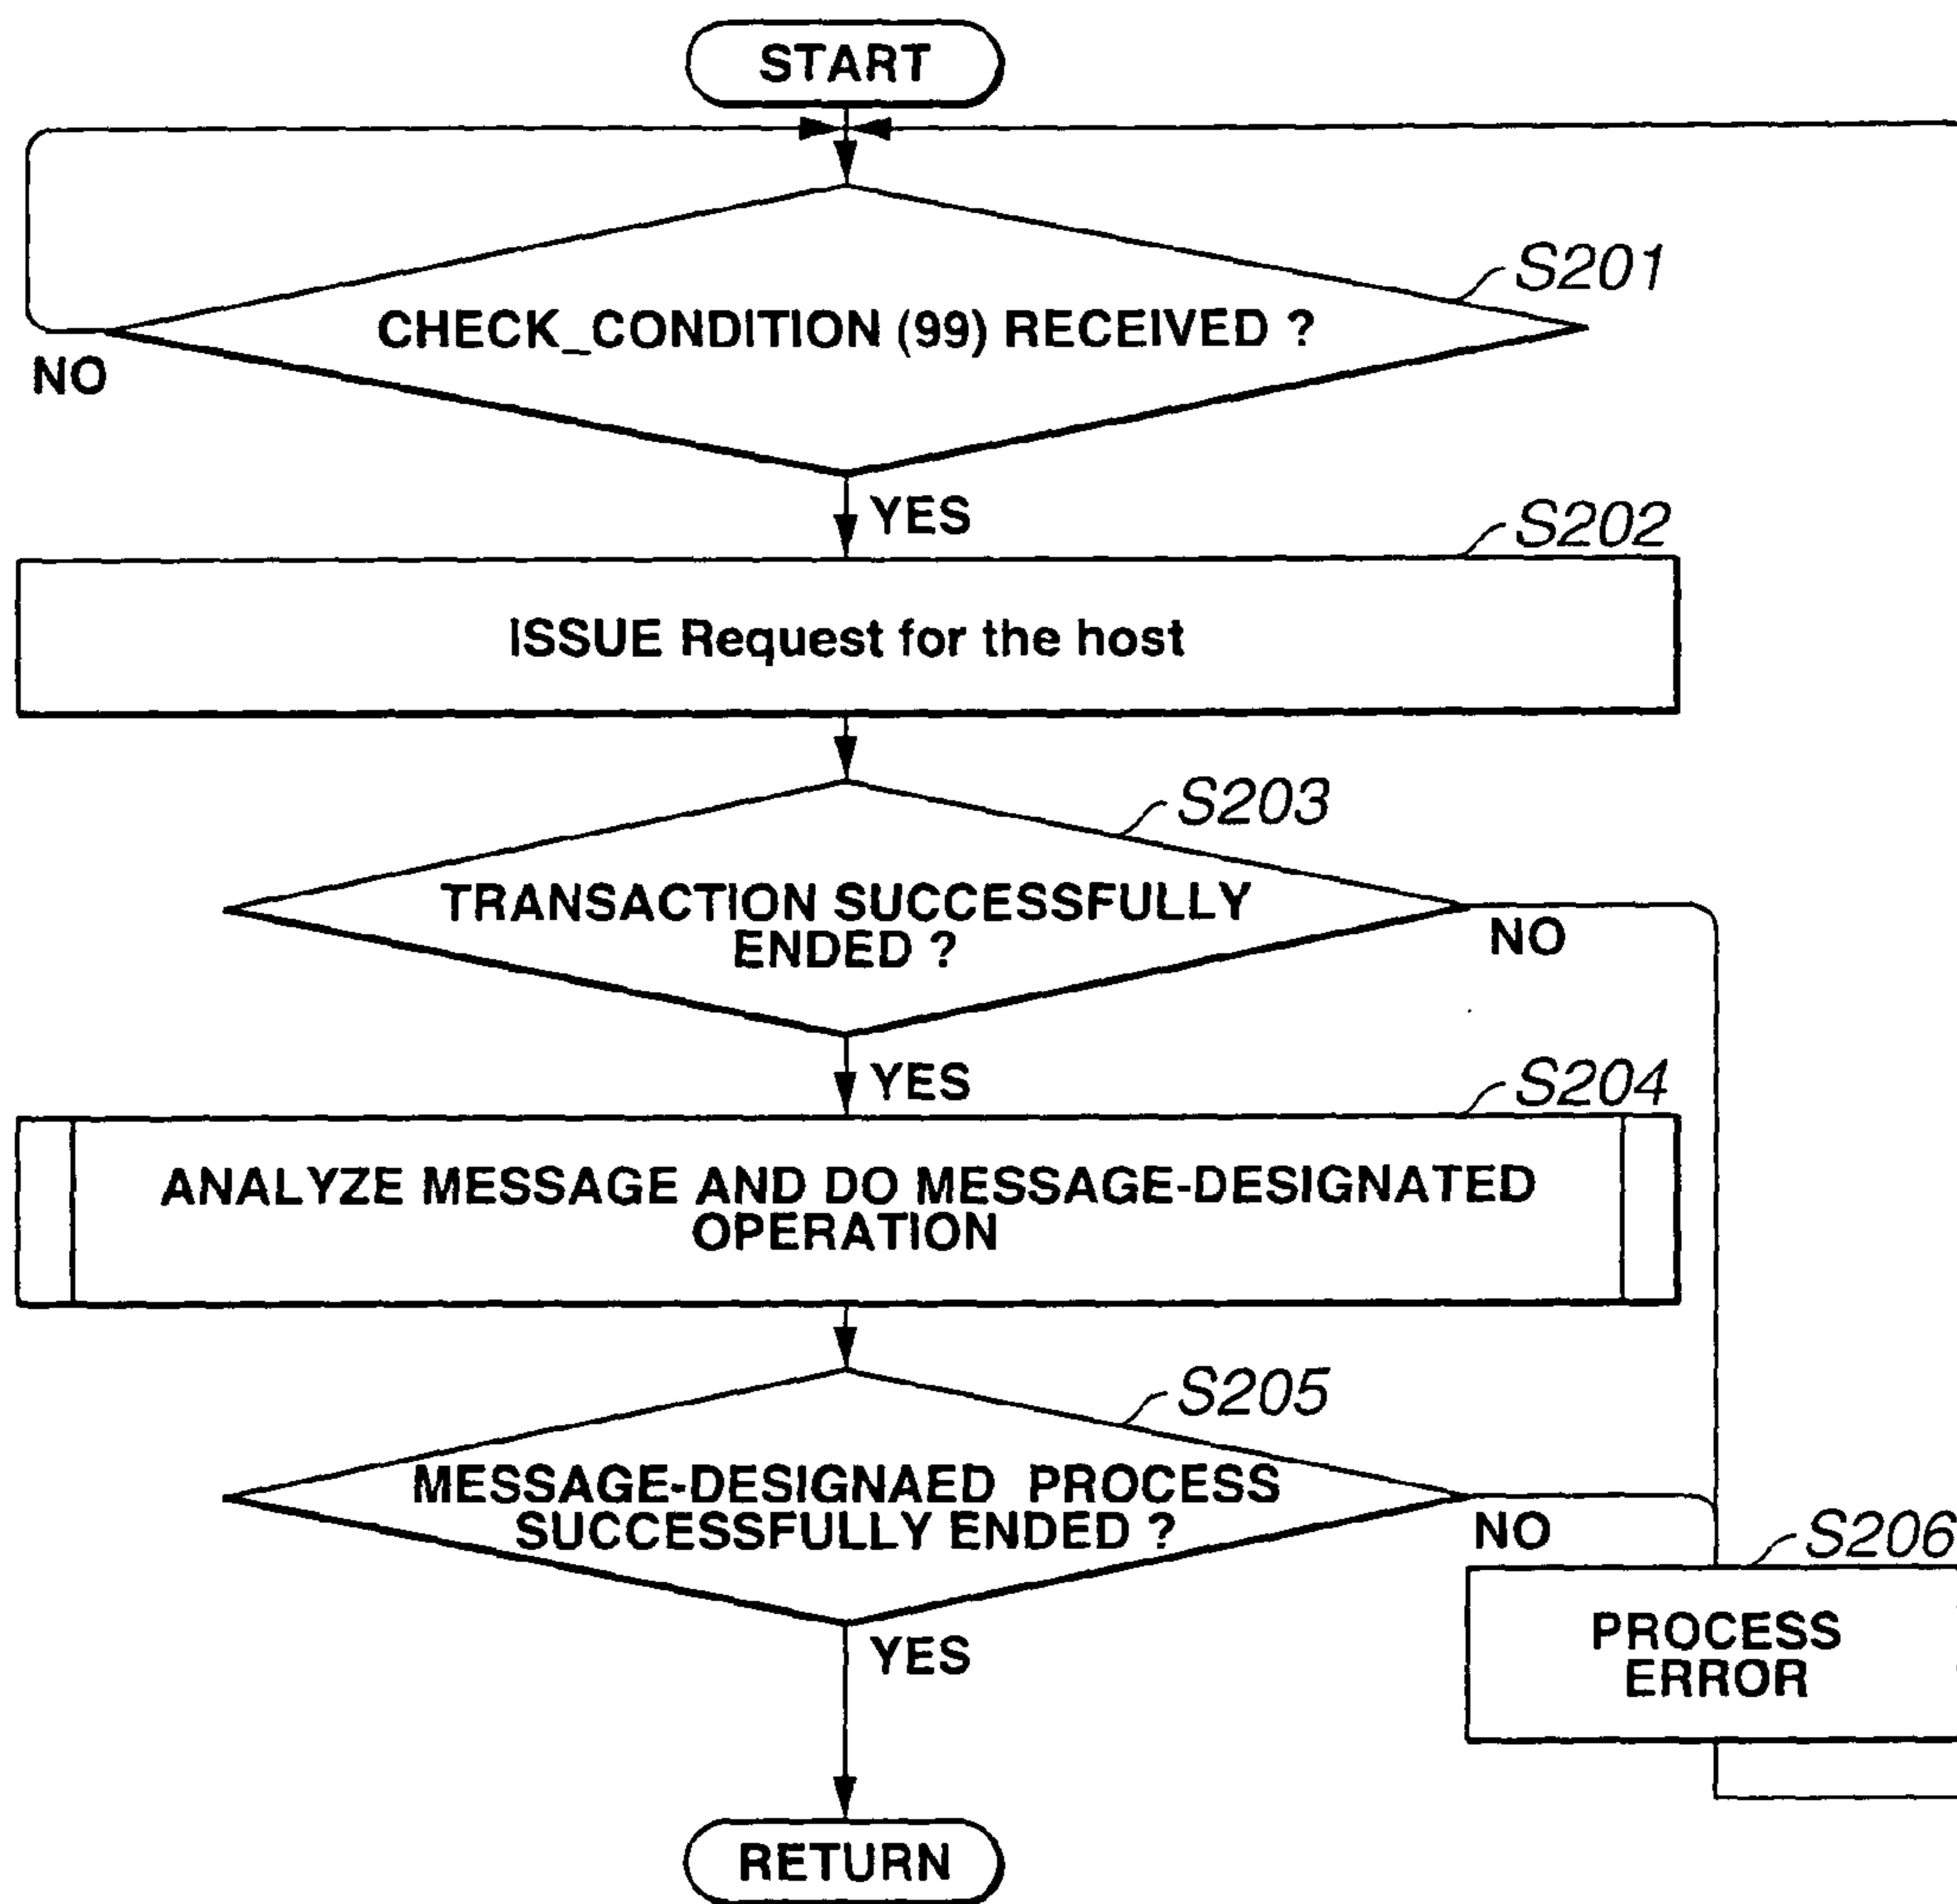 START
S201
CHECK_CONDITION (99) RECEIVED ?
NO
YES
S202
ISSUE Request for the host
S203
TRANSACTION SUCCESSFULLY
ENDED ?
NO
YES
S204
ANALYZE MESSAGE AND DO MESSAGE-DESIGNATED
OPERATION
S205
MESSAGE-DESIGNAED PROCESS
SUCCESSFULLY ENDED ?
NO
S206
YES
PROCESS
ERROR
RETURN